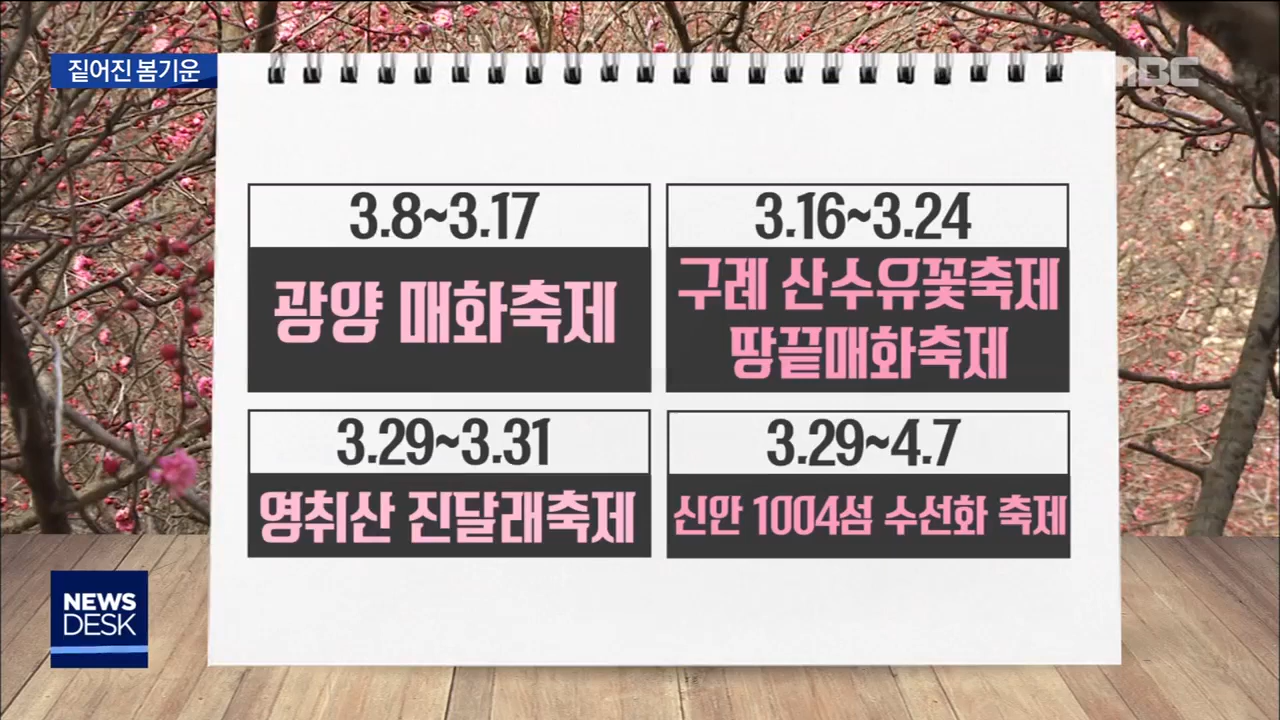 짙어진 봄기운
MBC
3.8~3.17
광양 매화축제
3.16~3.24
구례 산수유꽃축제
땅끝매화축제
3.29~3.31
영취산 진달래축제
3.29~4.7
신안 1004섬 수선화 축제
NEWS
DESK